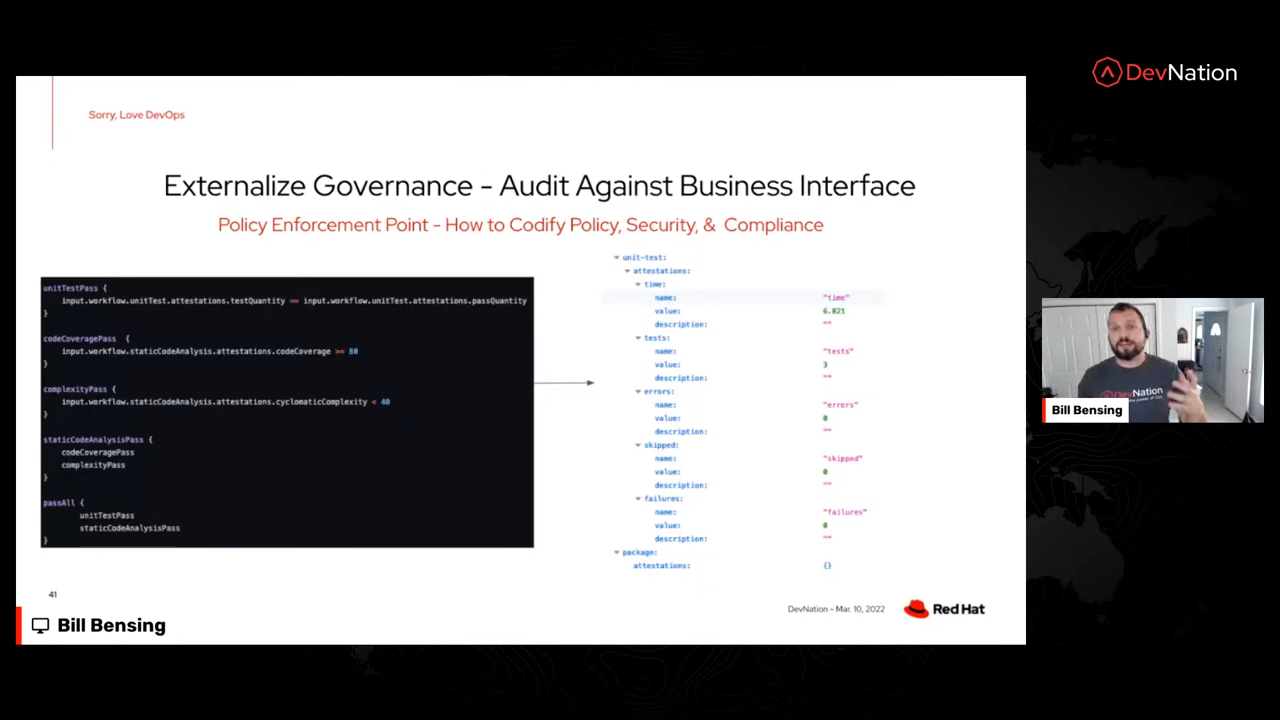 DevNation
Sorry, Love DevOps
Externalize Governance - Audit Against Business Interface
Policy Enforcement Point - How to Codify Policy, Security, & Compliance
unitTestPass {
input.workflow.unitTest.attestations.testQuantity == input.workflow.unitTest.attestations.passQuantity
}
codeCoveragePass {
input.workflow.staticCodeAnalysis.attestations.codeCoverage >= 80
}
complexityPass {
input.workflow.staticCodeAnalysis.attestations.cyclomaticComplexity < 40
}
staticCodeAnalysisPass {
codeCoveragePass
complexityPass
}
passAll {
unitTestPass
staticCodeAnalysisPass
}
unit-test:
attestations:
time:
name: "time"
value: 6.021
description: ""
tests:
name: "tests"
value: 3
description: ""
errors:
name: "errors"
value: 0
description: ""
skipped:
name: "skipped"
value: 0
description: ""
failures:
name: "failures"
value: 0
description: ""
package:
attestations: {}
41
DevNation - Mar. 10, 2022
Red Hat
Bill Bensing
DevNation
Bill Bensing